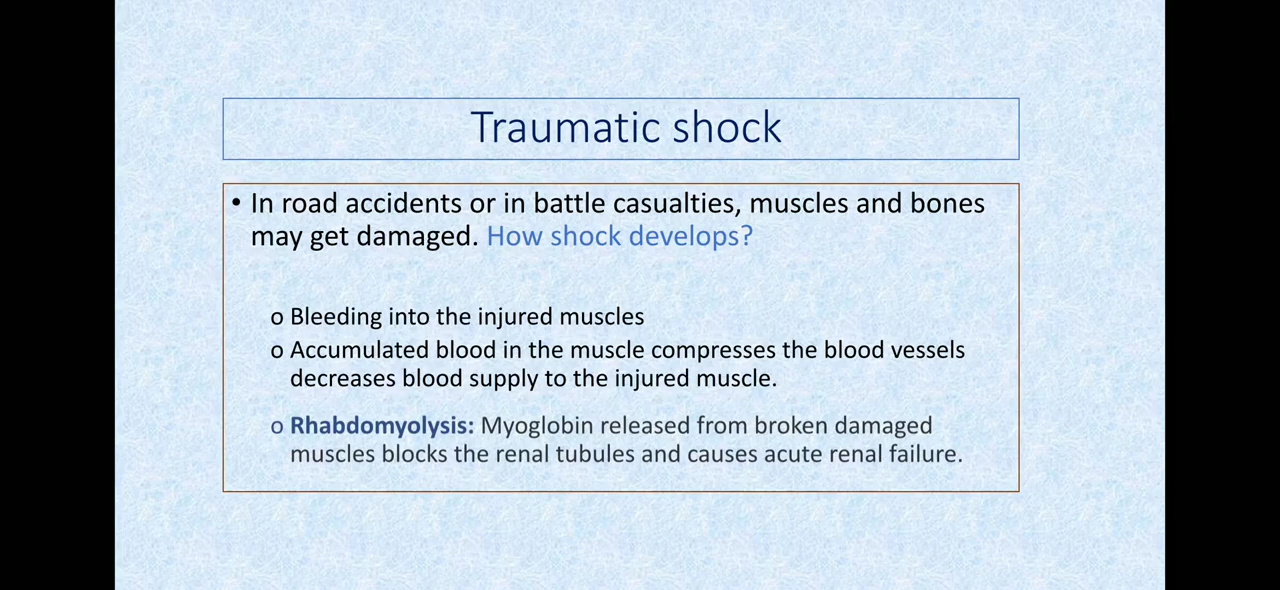 Traumatic shock
• In road accidents or in battle casualties, muscles and bones
may get damaged. How shock develops?
o Bleeding into the injured muscles
o Accumulated blood in the muscle compresses the blood vessels
decreases blood supply to the injured muscle.
o Rhabdomyolysis: Myoglobin released from broken damaged
muscles blocks the renal tubules and causes acute renal failure.